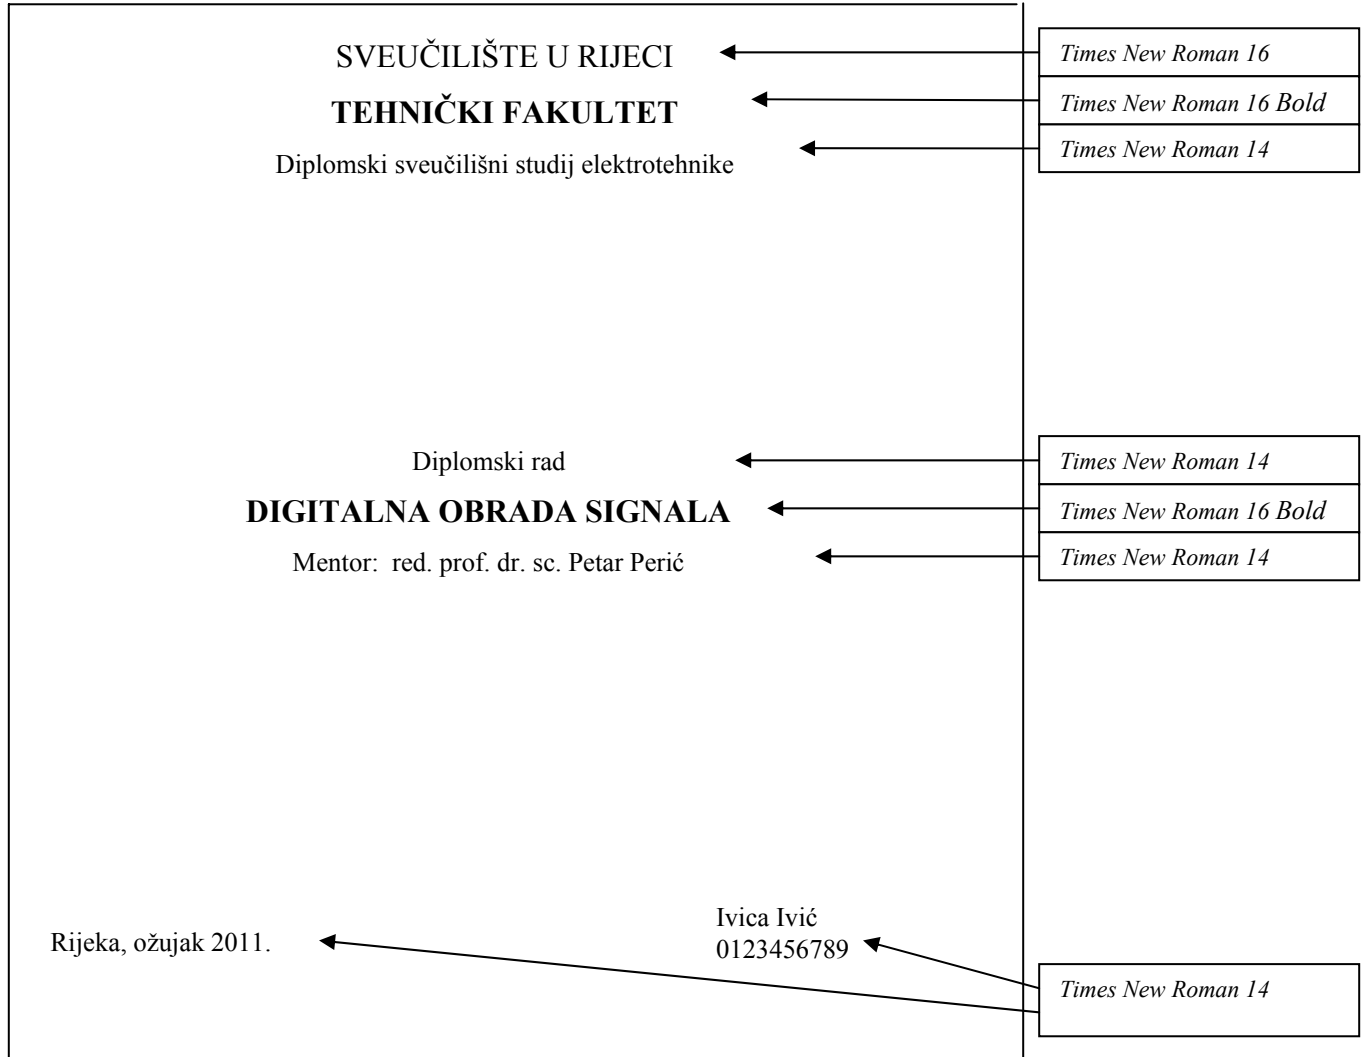 SVEUČILIŠTE U RIJECI
Times New Roman 16
TEHNIČKI FAKULTET
Times New Roman 16 Bold
Diplomski sveučilišni studij elektrotehnike
Times New Roman 14
Diplomski rad
Times New Roman 14
DIGITALNA OBRADA SIGNALA
Times New Roman 16 Bold
Mentor: red. prof. dr. sc. Petar Perić
Times New Roman 14
Rijeka, ožujak 2011.
Ivica Ivić
0123456789
Times New Roman 14